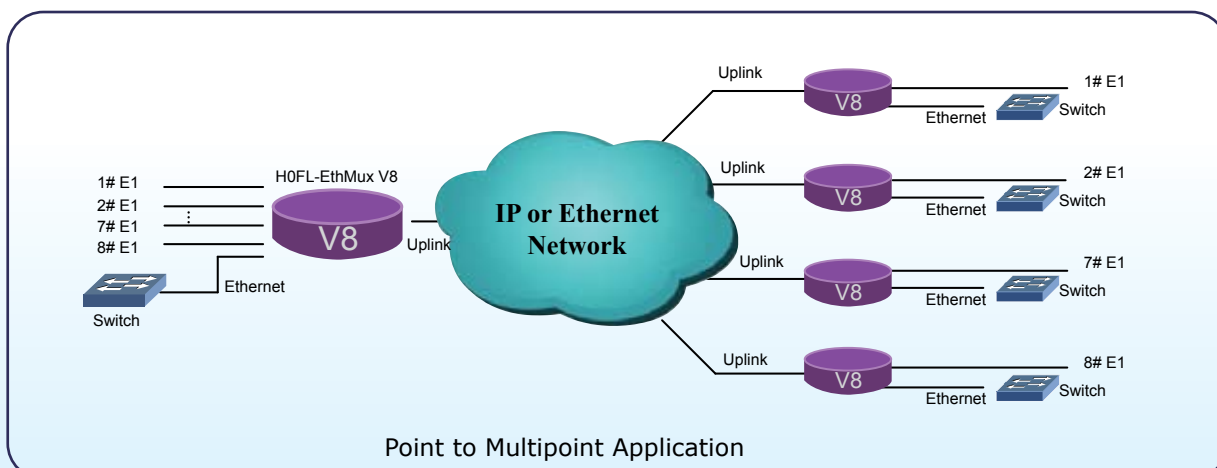 H0FL-EthMux V8
1# E1
2# E1
⋮
7# E1
8# E1
V8
Uplink
Ethernet
Switch
IP or Ethernet
Network
Uplink
V8
1# E1
Ethernet
Switch
Uplink
V8
2# E1
Ethernet
Switch
Uplink
V8
7# E1
Ethernet
Switch
Uplink
V8
8# E1
Ethernet
Switch
Point to Multipoint Application